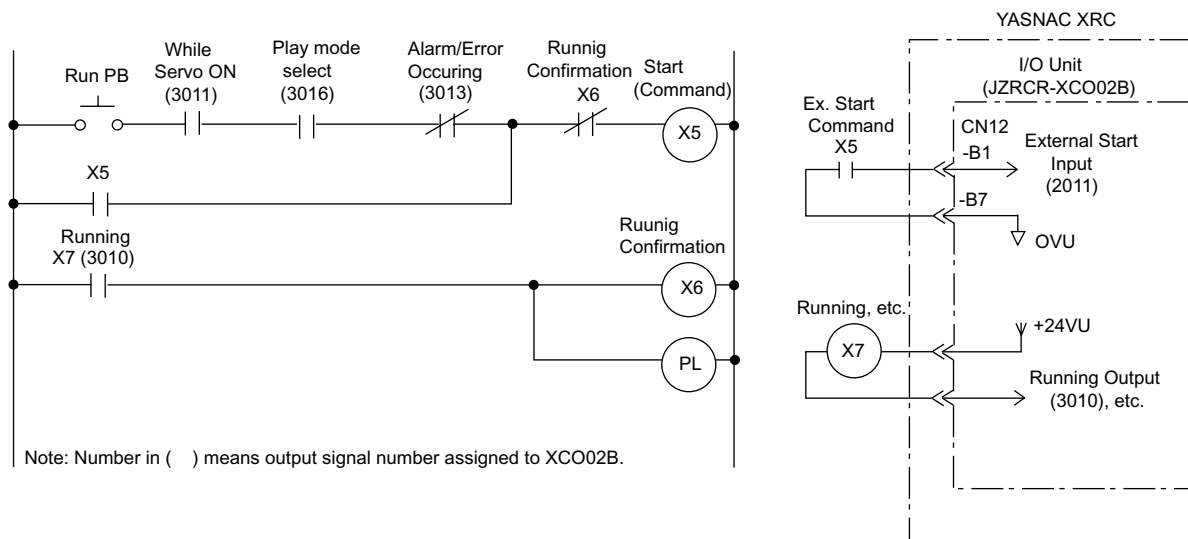 Run PB
While
Servo ON
(3011)
Play mode
select
(3016)
Alarm/Error
Occuring
(3013)
Runnig
Confirmation
X6
Start
(Command)
X5
X5
Running
X7 (3010)
Ruunig
Confirmation
X6
PL
Note: Number in ( ) means output signal number assigned to XCO02B.
YASNAC XRC
I/O Unit
(JZRCR-XCO02B)
Ex. Start
Command
X5
CN12
-B1
External Start
Input
(2011)
-B7
OVU
Running, etc.
X7
+24VU
Running Output
(3010), etc.